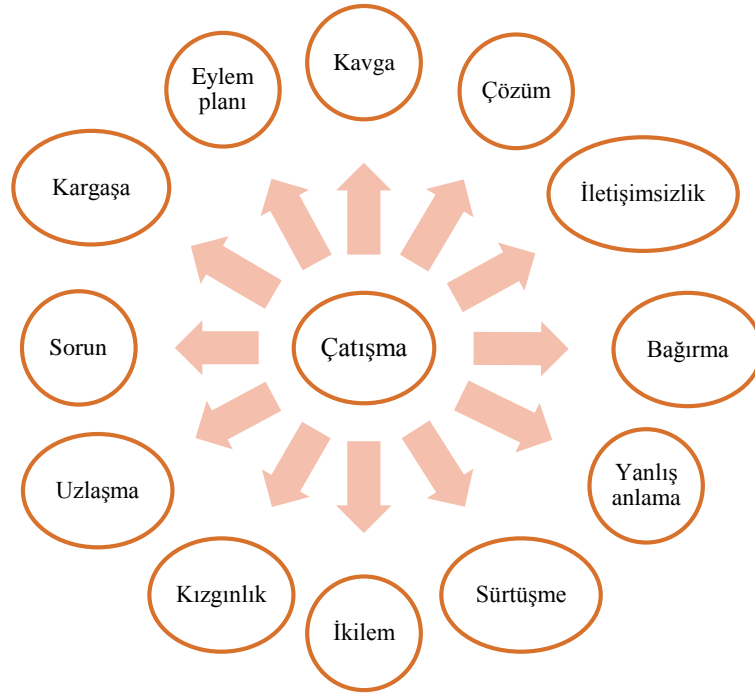 Kavga
Eylem
planı
Çözüm
Kargaşa
İletişimsizlik
Sorun
Çatışma
Bağırma
Uzlaşma
Yanlış
anlama
Kızgınlık
İkilem
Sürtüşme